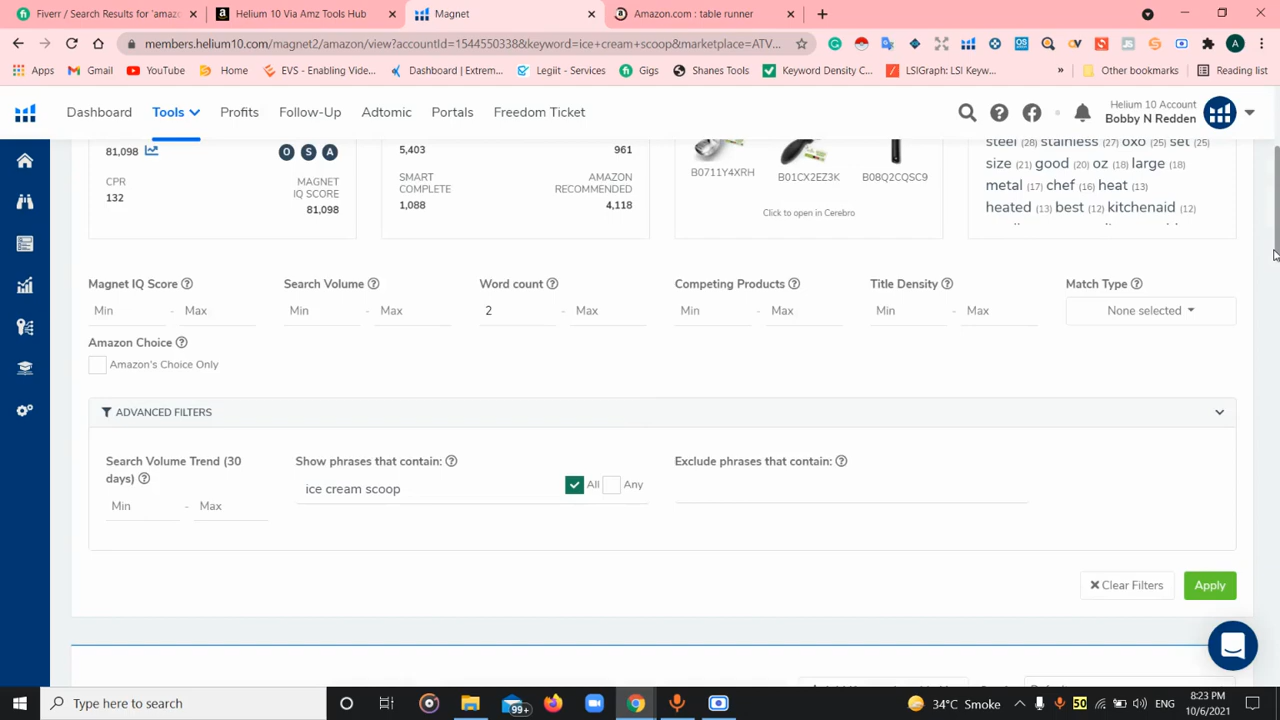 Fiverr / Search Results for 'amaz
Helium 10 Via Amz Tools Hub
Magnet
Amazon.com : table runner
members.helium10.com/magnet2/amazon/view?accountId=1544550338&keyword=ice+cream+scoop&marketplace=ATV...
Apps
Gmail
YouTube
Home
EVS - Enabling Vide...
Dashboard | Extrem...
Legiit - Services
Gigs
Shanes Tools
Keyword Density C...
LSIGraph: LSI Keyw...
Other bookmarks
Reading list
Dashboard
Tools
Profits
Follow-Up
Adtomic
Portals
Freedom Ticket
Helium 10 Account
Bobby N Redden
81,098
O S A
CPR
132
MAGNET
IQ SCORE
81,098
5,403
961
SMART
COMPLETE
1,088
AMAZON
RECOMMENDED
4,118
B0711Y4XRH
B01CX2EZ3K
B08Q2CQSC9
Click to open in Cerebro
steel (28) stainless (27) oxo (25) set (25)
size (21) good (20) oz (18) large (18)
metal (17) chef (16) heat (13)
heated (13) best (12) kitchenaid (12)
Magnet IQ Score
Search Volume
Word count
Competing Products
Title Density
Match Type
Min - Max
Min - Max
2 - Max
Min - Max
Min - Max
None selected
Amazon Choice
Amazon's Choice Only
ADVANCED FILTERS
Search Volume Trend (30
days)
Min - Max
Show phrases that contain:
ice cream scoop
All
Any
Exclude phrases that contain:
Clear Filters
Apply
Type here to search
99+
34°C Smoke
50
8:23 PM
10/6/2021